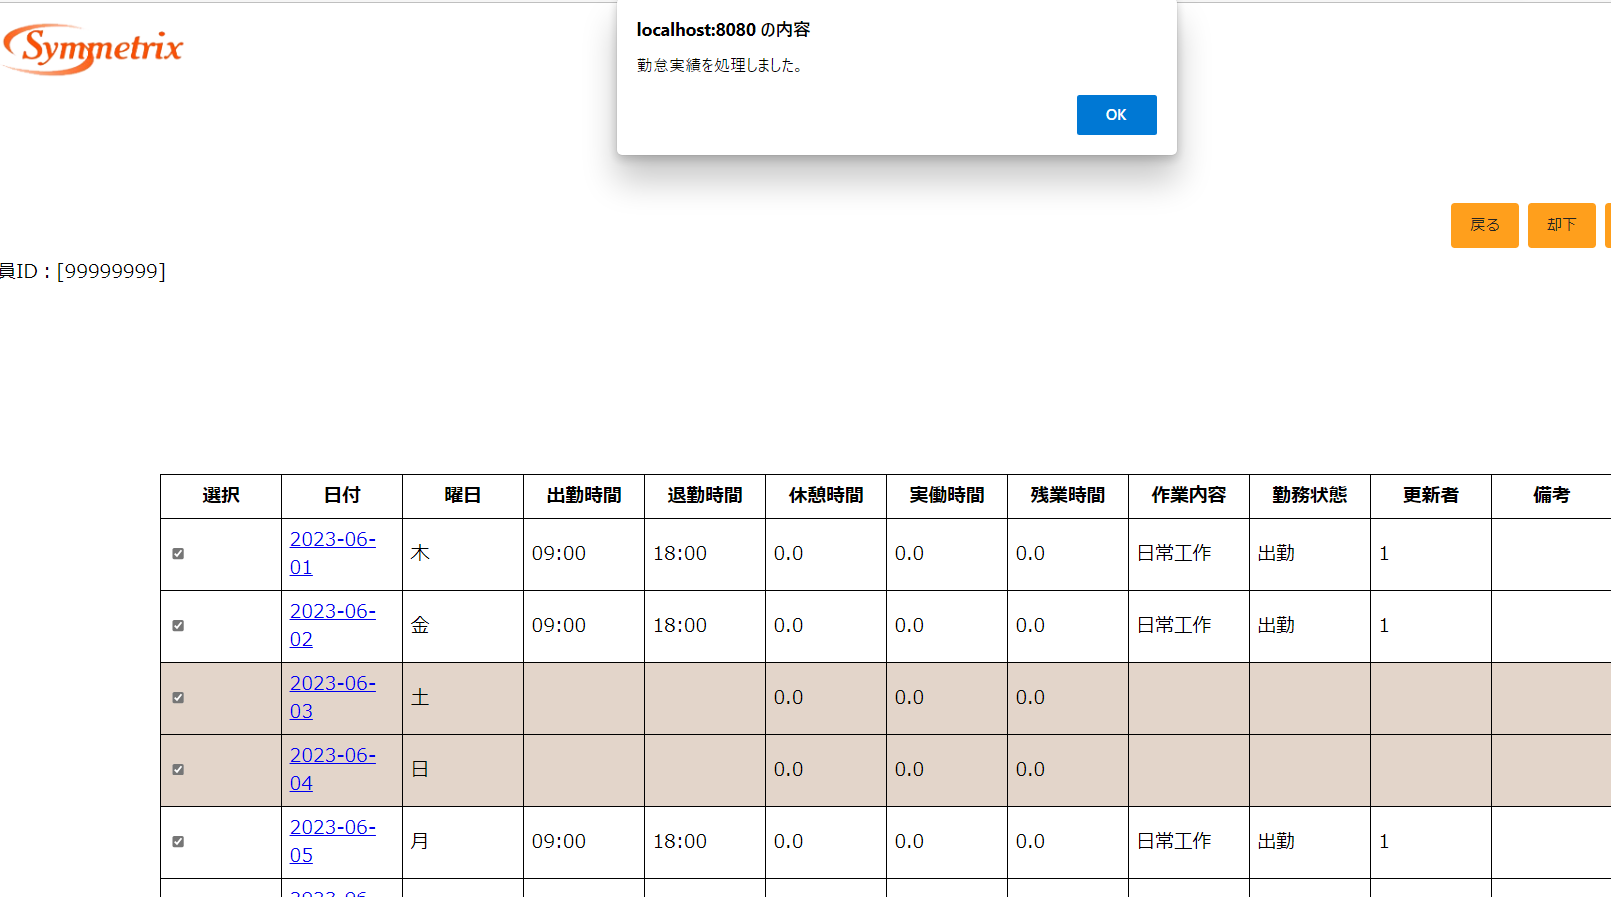 Symmetrix
localhost:8080 の内容
勤怠実績を処理しました。
OK
戻る 却下
員ID：[99999999]
選択 日付 曜日 出勤時間 退勤時間 休憩時間 実働時間 残業時間 作業内容 勤務状態 更新者 備考
2023-06-
01
木 09:00 18:00 0.0 0.0 0.0 日常工作 出勤 1
2023-06-
02
金 09:00 18:00 0.0 0.0 0.0 日常工作 出勤 1
2023-06-
03
土 0.0 0.0 0.0
2023-06-
04
日 0.0 0.0 0.0
2023-06-
05
月 09:00 18:00 0.0 0.0 0.0 日常工作 出勤 1